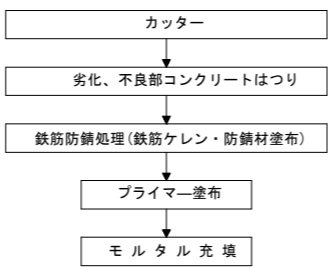 カッター
劣化、不良部コンクリートはつり
鉄筋防錆処理(鉄筋ケレン・防錆材塗布)
プライマ―塗布
モ ル タ ル 充 填